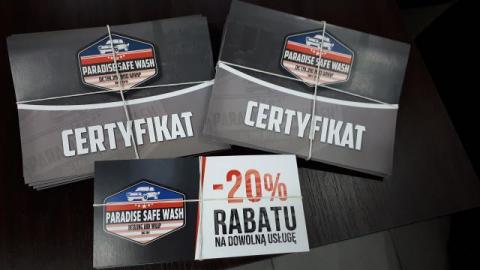 PARADISE SAFE WASH
CERTYFIKAT
PARADISE SAFE WASH
CERTYFIKAT
PARADISE SAFE WASH
-20%
RABATU
NA DOWOLNĄ USŁUGĘ